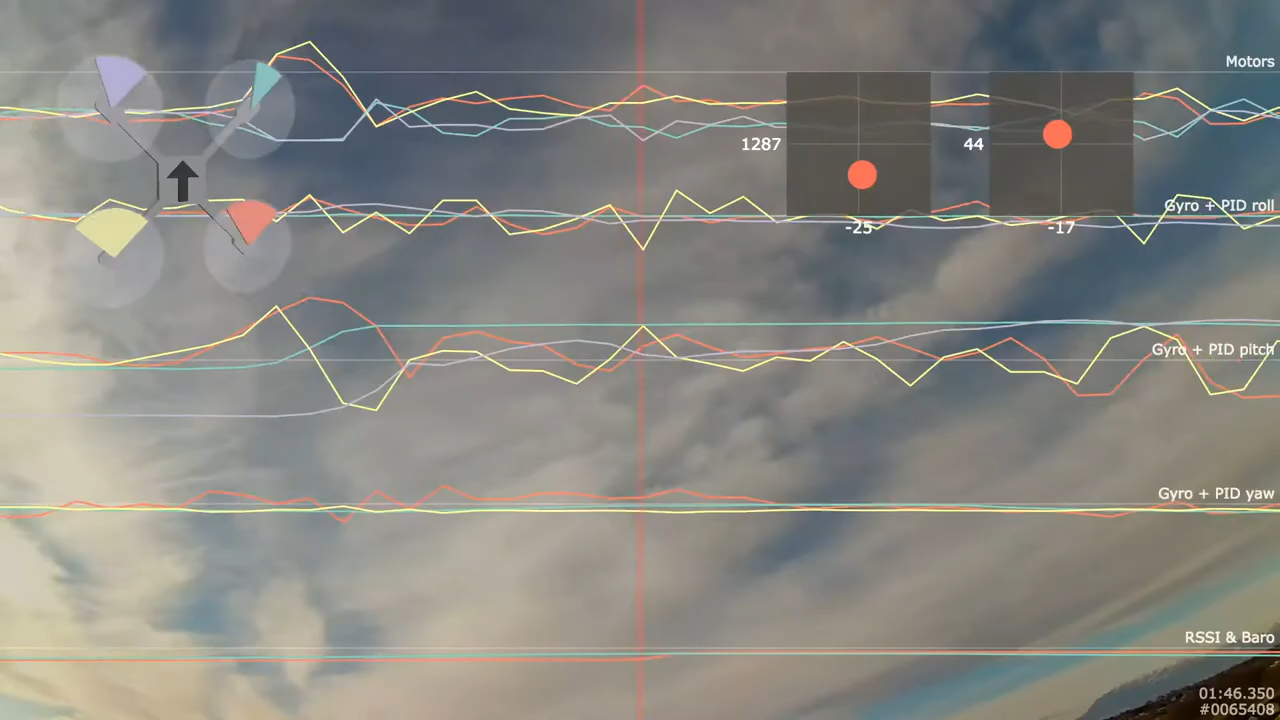 Motors
1287
44
Gyro + PID roll
-25
-17
Gyro + PID pitch
Gyro + PID yaw
RSSI & Baro
01:46.350
#0065408